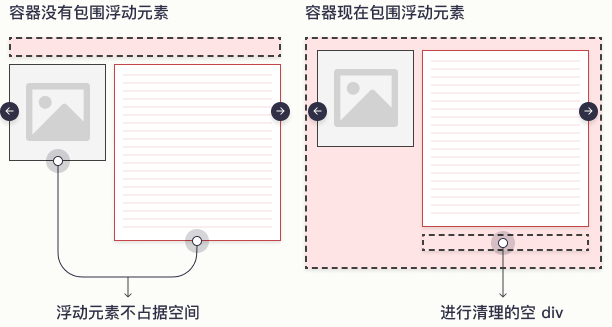 容器没有包围浮动元素
容器现在包围浮动元素
浮动元素不占据空间
进行清理的空 div